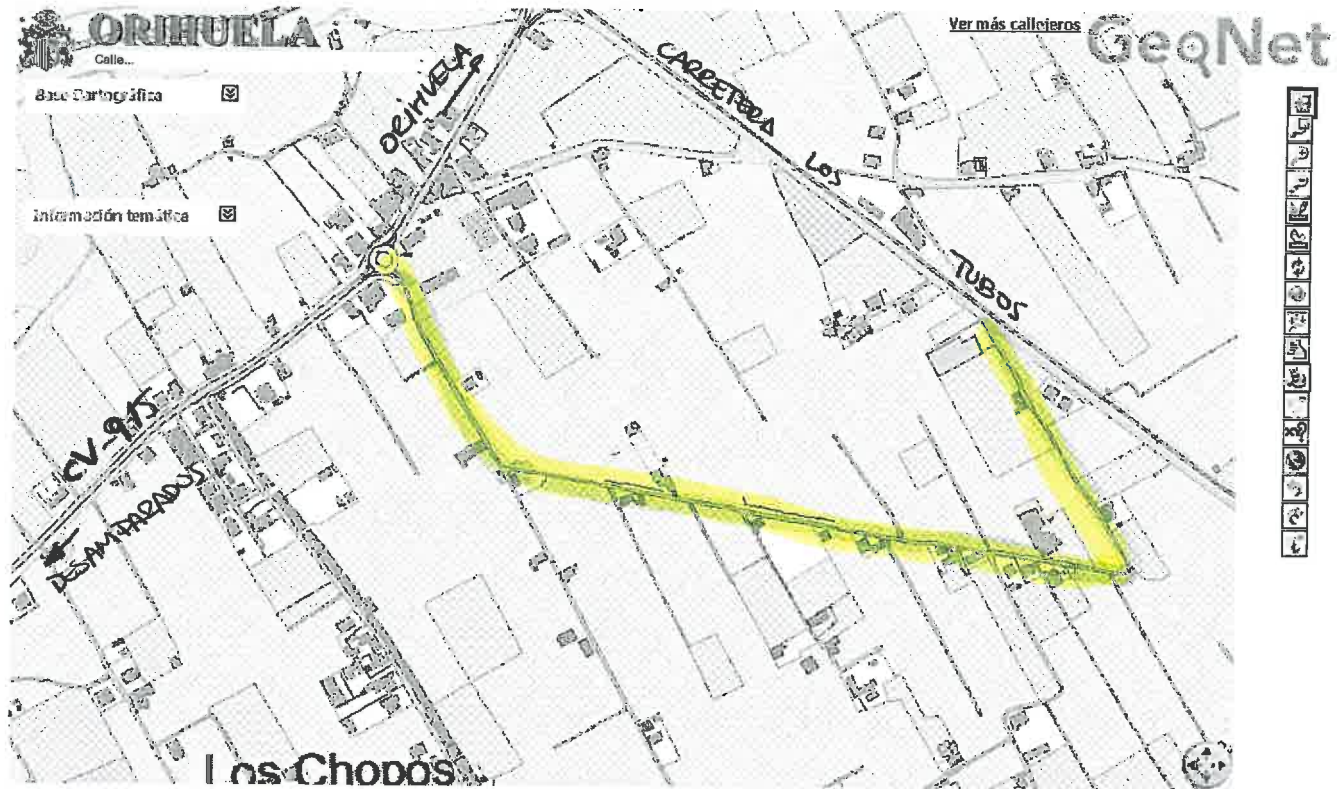 ORIHUELA
Calle...
Ver más callejeros
GeoNet
Base Cartográfica
Información temática
ORIHUELA
CARRETERA LOS TUBOS
CV-915
DESAMPARADOS
Los Chopos